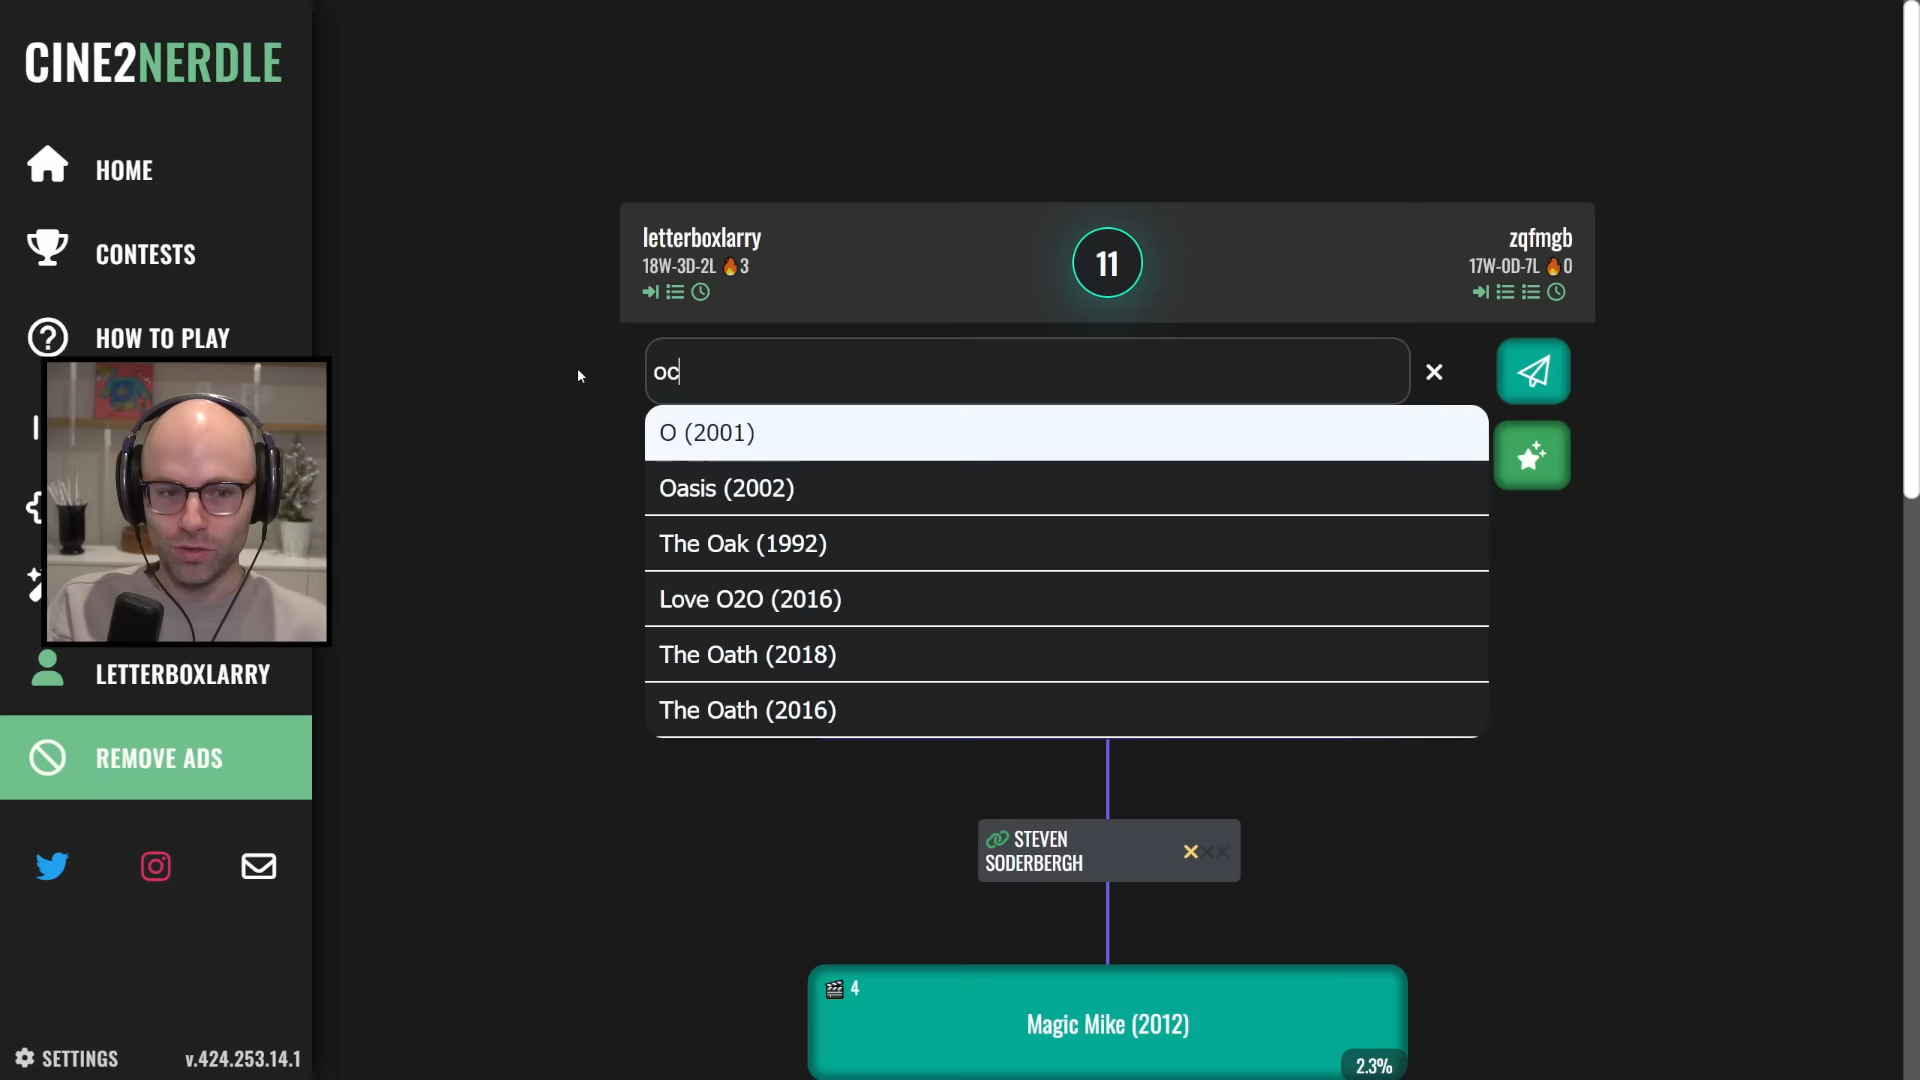 CINE2NERDLE
HOME
CONTESTS
HOW TO PLAY
LETTERBOXLARRY
REMOVE ADS
SETTINGS
v.424.253.14.1
letterboxlarry
18W-3D-2L 🔥3
11
zqfmgb
17W-0D-7L 🔥0
oc
O (2001)
Oasis (2002)
The Oak (1992)
Love O2O (2016)
The Oath (2018)
The Oath (2016)
STEVEN
SODERBERGH
4
Magic Mike (2012)
2.3%